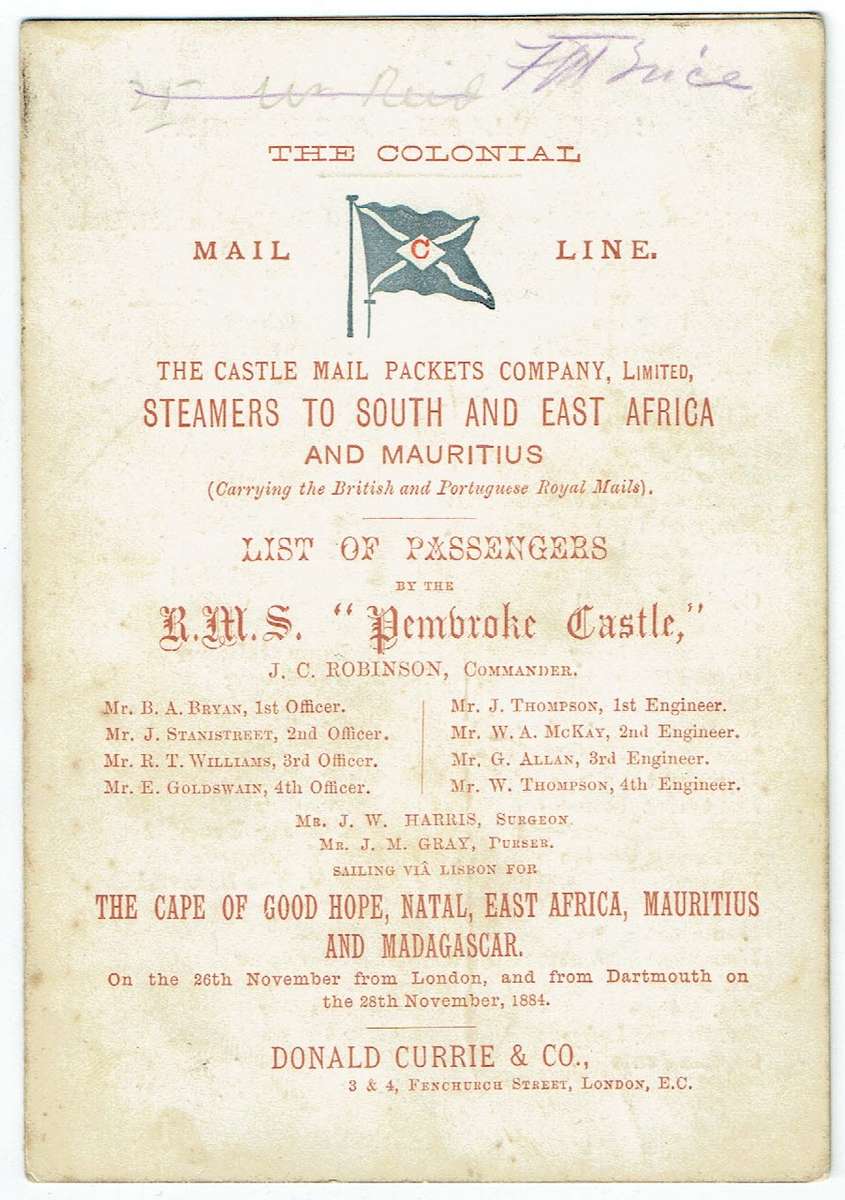 THE COLONIAL
MAIL C LINE.
THE CASTLE MAIL PACKETS COMPANY, LIMITED,
STEAMERS TO SOUTH AND EAST AFRICA
AND MAURITIUS
(Carrying the British and Portuguese Royal Mails).
LIST OF PASSENGERS
BY THE
R.M.S. "Pembroke Castle,"
J. C. ROBINSON, COMMANDER.
Mr. B. A. BRYAN, 1st Officer.
Mr. J. STANISTREET, 2nd Officer.
Mr. R. T. WILLIAMS, 3rd Officer.
Mr. E. GOLDSWAIN, 4th Officer.
Mr. J. THOMPSON, 1st Engineer.
Mr. W. A. MCKAY, 2nd Engineer.
Mr. G. ALLAN, 3rd Engineer.
Mr. W. THOMPSON, 4th Engineer.
MR. J. W. HARRIS, SURGEON.
MR. J. M. GRAY, PURSER.
SAILING VIÂ LISBON FOR
THE CAPE OF GOOD HOPE, NATAL, EAST AFRICA, MAURITIUS
AND MADAGASCAR.
On the 26th November from London, and from Dartmouth on
the 28th November, 1884.
DONALD CURRIE & CO.,
3 & 4, FENCHURCH STREET, LONDON, E.C.